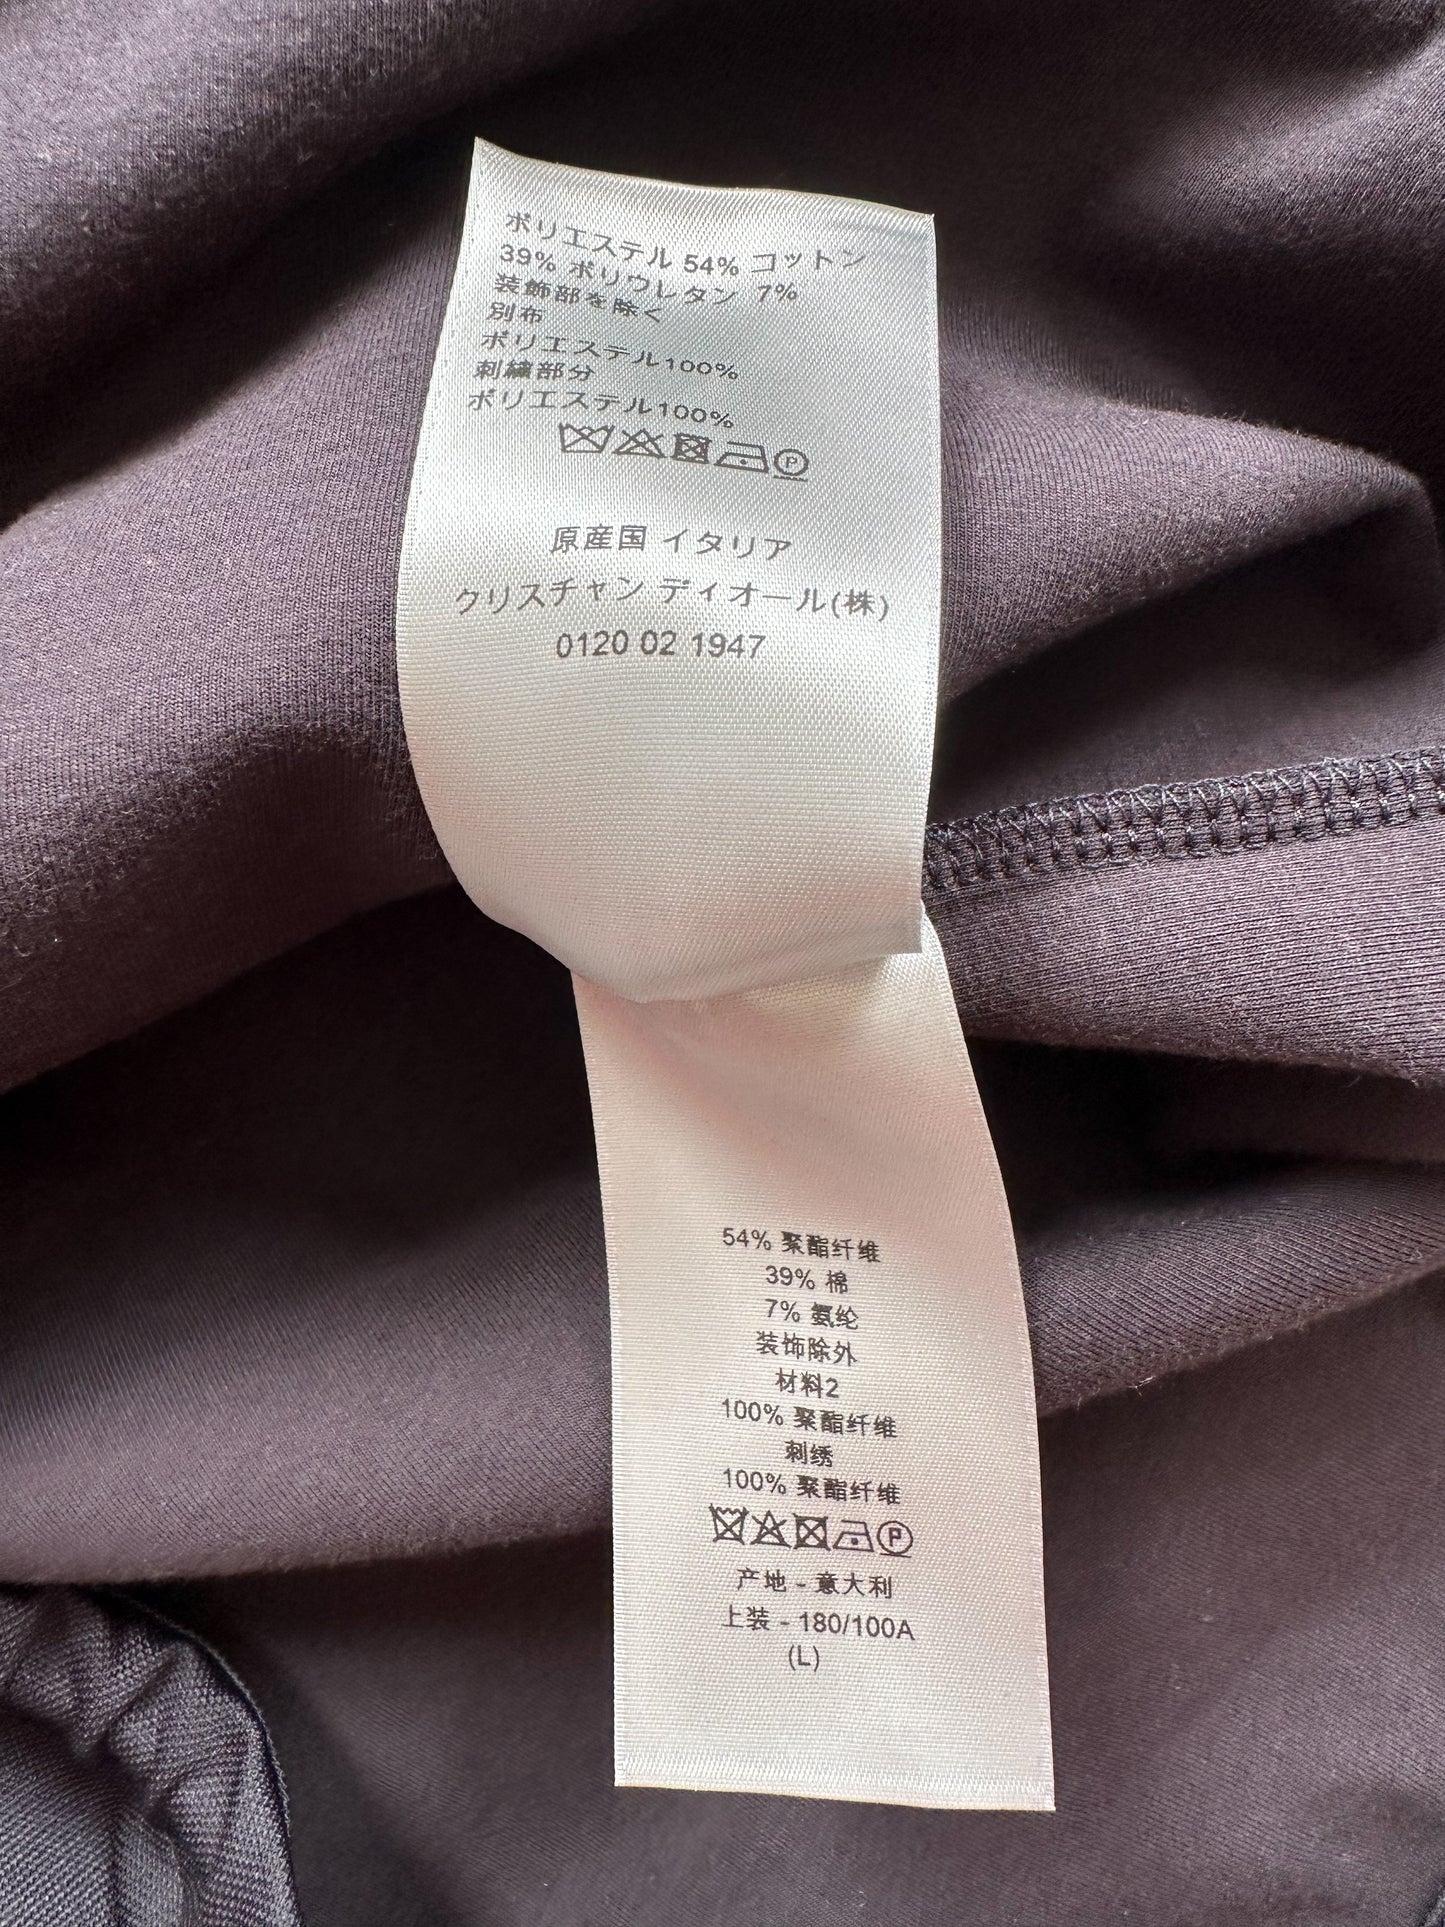 ポリエステル 54% コットン
39% ポリウレタン 7%
装飾部を除く
別布
ポリエステル100%
刺繍部分
ポリエステル100%
P
原産国 イタリア
クリスチャン ディオール(株)
0120 02 1947
54% 聚酯纤维
39% 棉
7% 氨纶
装饰除外
材料2
100% 聚酯纤维
刺绣
100% 聚酯纤维
P
产地 - 意大利
上装 - 180/100A
(L)